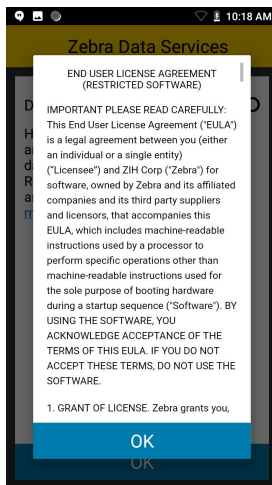 10:18 AM
Zebra Data Services
END USER LICENSE AGREEMENT
(RESTRICTED SOFTWARE)
IMPORTANT PLEASE READ CAREFULLY:
This End User License Agreement ("EULA")
is a legal agreement between you (either
an individual or a single entity)
("Licensee") and ZIH Corp ("Zebra") for
software, owned by Zebra and its affiliated
companies and its third party suppliers
and licensors, that accompanies this
EULA, which includes machine-readable
instructions used by a processor to
perform specific operations other than
machine-readable instructions used for
the sole purpose of booting hardware
during a startup sequence ("Software"). BY
USING THE SOFTWARE, YOU
ACKNOWLEDGE ACCEPTANCE OF THE
TERMS OF THIS EULA. IF YOU DO NOT
ACCEPT THESE TERMS, DO NOT USE THE
SOFTWARE.
1. GRANT OF LICENSE. Zebra grants you,
OK
OK